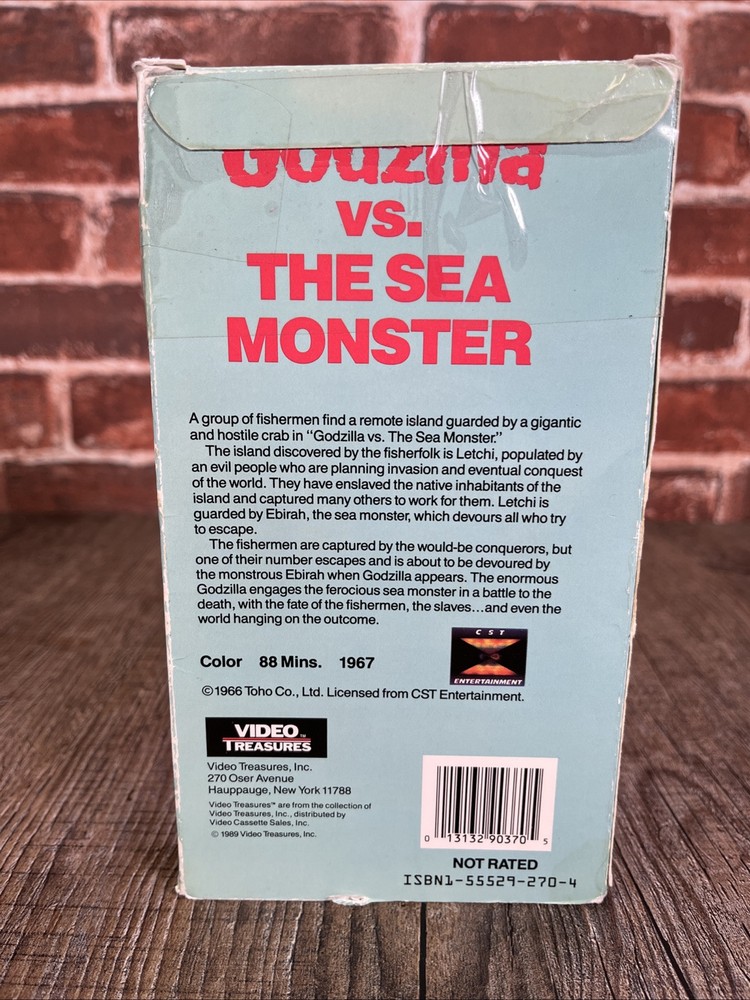 Godzilla
VS.
THE SEA
MONSTER
A group of fishermen find a remote island guarded by a gigantic
and hostile crab in "Godzilla vs. The Sea Monster."
The island discovered by the fisherfolk is Letchi, populated by
an evil people who are planning invasion and eventual conquest
of the world. They have enslaved the native inhabitants of the
island and captured many others to work for them. Letchi is
guarded by Ebirah, the sea monster, which devours all who try
to escape.
The fishermen are captured by the would-be conquerors, but
one of their number escapes and is about to be devoured by
the monstrous Ebirah when Godzilla appears. The enormous
Godzilla engages the ferocious sea monster in a battle to the
death, with the fate of the fishermen, the slaves...and even the
world hanging on the outcome.
CST
ENTERTAINMENT
Color 88 Mins. 1967
©1966 Toho Co., Ltd. Licensed from CST Entertainment.
VIDEO TM
TREASURES
Video Treasures, Inc.
270 Oser Avenue
Hauppauge, New York 11788
Video Treasures™ are from the collection of
Video Treasures, Inc., distributed by
Video Cassette Sales, Inc.
© 1989 Video Treasures, Inc.
0 13132 90370 5
NOT RATED
ISBN1-55529-270-4